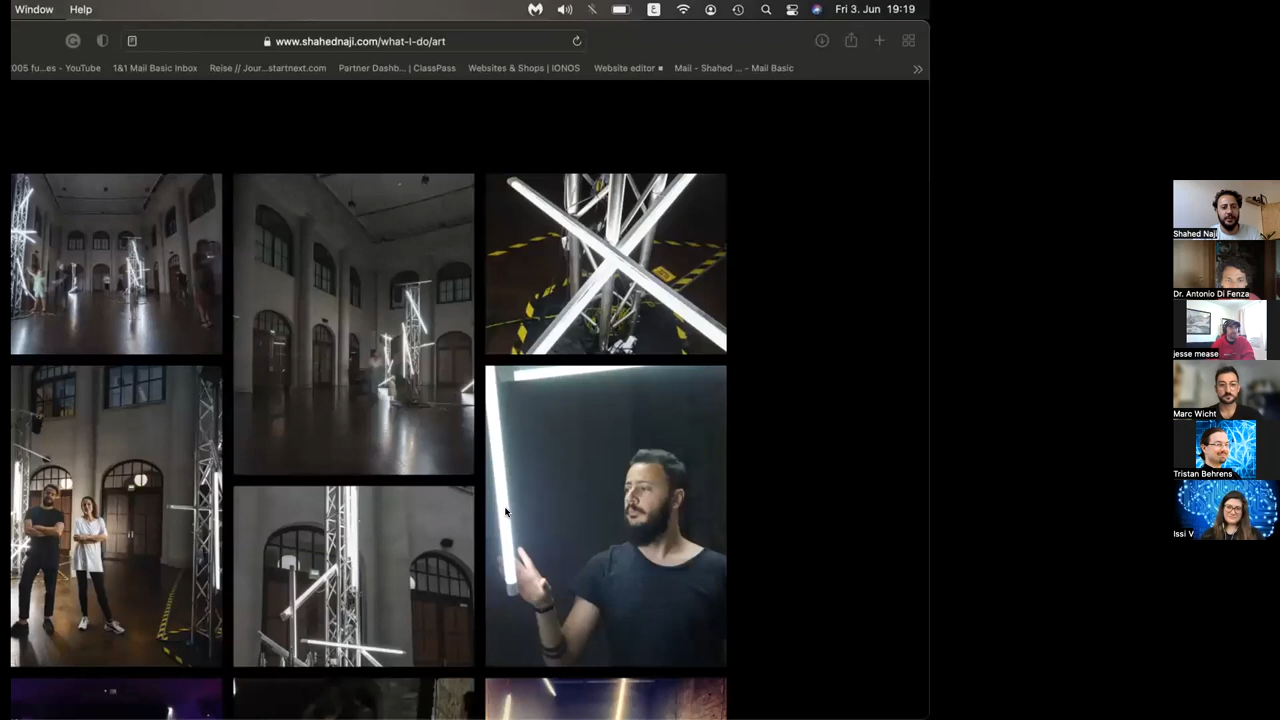 Window Help Fri 3. Jun 19:19
www.shahednaji.com/what-I-do/art
005 fu...es - YouTube 1&1 Mail Basic Inbox Reise // Jour...startnext.com Partner Dashb... | ClassPass Websites & Shops | IONOS Website editor Mail - Shahed ... – Mail Basic
Shahed Naji
Dr. Antonio Di Fenza
jesse mease
Marc Wicht
Tristan Behrens
Issi V